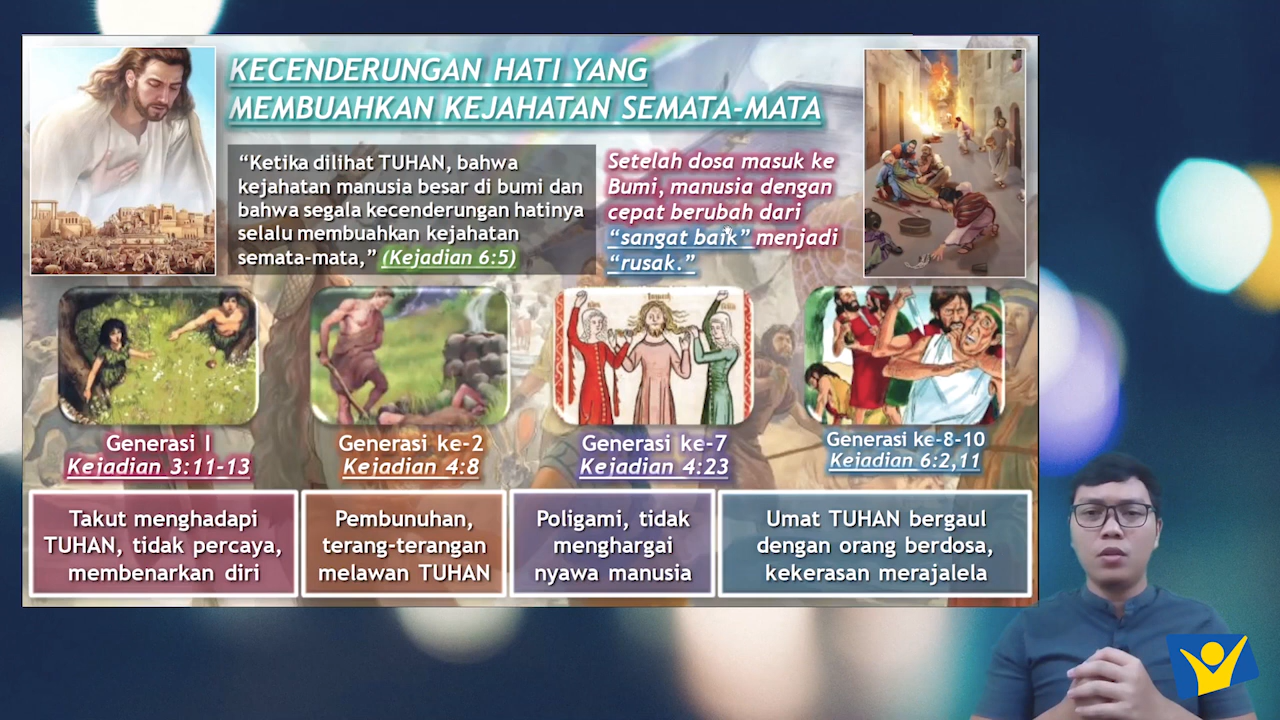 KECENDERUNGAN HATI YANG
MEMBUAHKAN KEJAHATAN SEMATA-MATA
“Ketika dilihat TUHAN, bahwa
kejahatan manusia besar di bumi dan
bahwa segala kecenderungan hatinya
selalu membuahkan kejahatan
semata-mata,” (Kejadian 6:5)
Setelah dosa masuk ke
Bumi, manusia dengan
cepat berubah dari
“sangat baik” menjadi
“rusak.”
Generasi I
Kejadian 3:11-13
Generasi ke-2
Kejadian 4:8
Generasi ke-7
Kejadian 4:23
Generasi ke-8-10
Kejadian 6:2,11
Takut menghadapi
TUHAN, tidak percaya,
membenarkan diri
Pembunuhan,
terang-terangan
melawan TUHAN
Poligami, tidak
menghargai
nyawa manusia
Umat TUHAN bergaul
dengan orang berdosa,
kekerasan merajalela